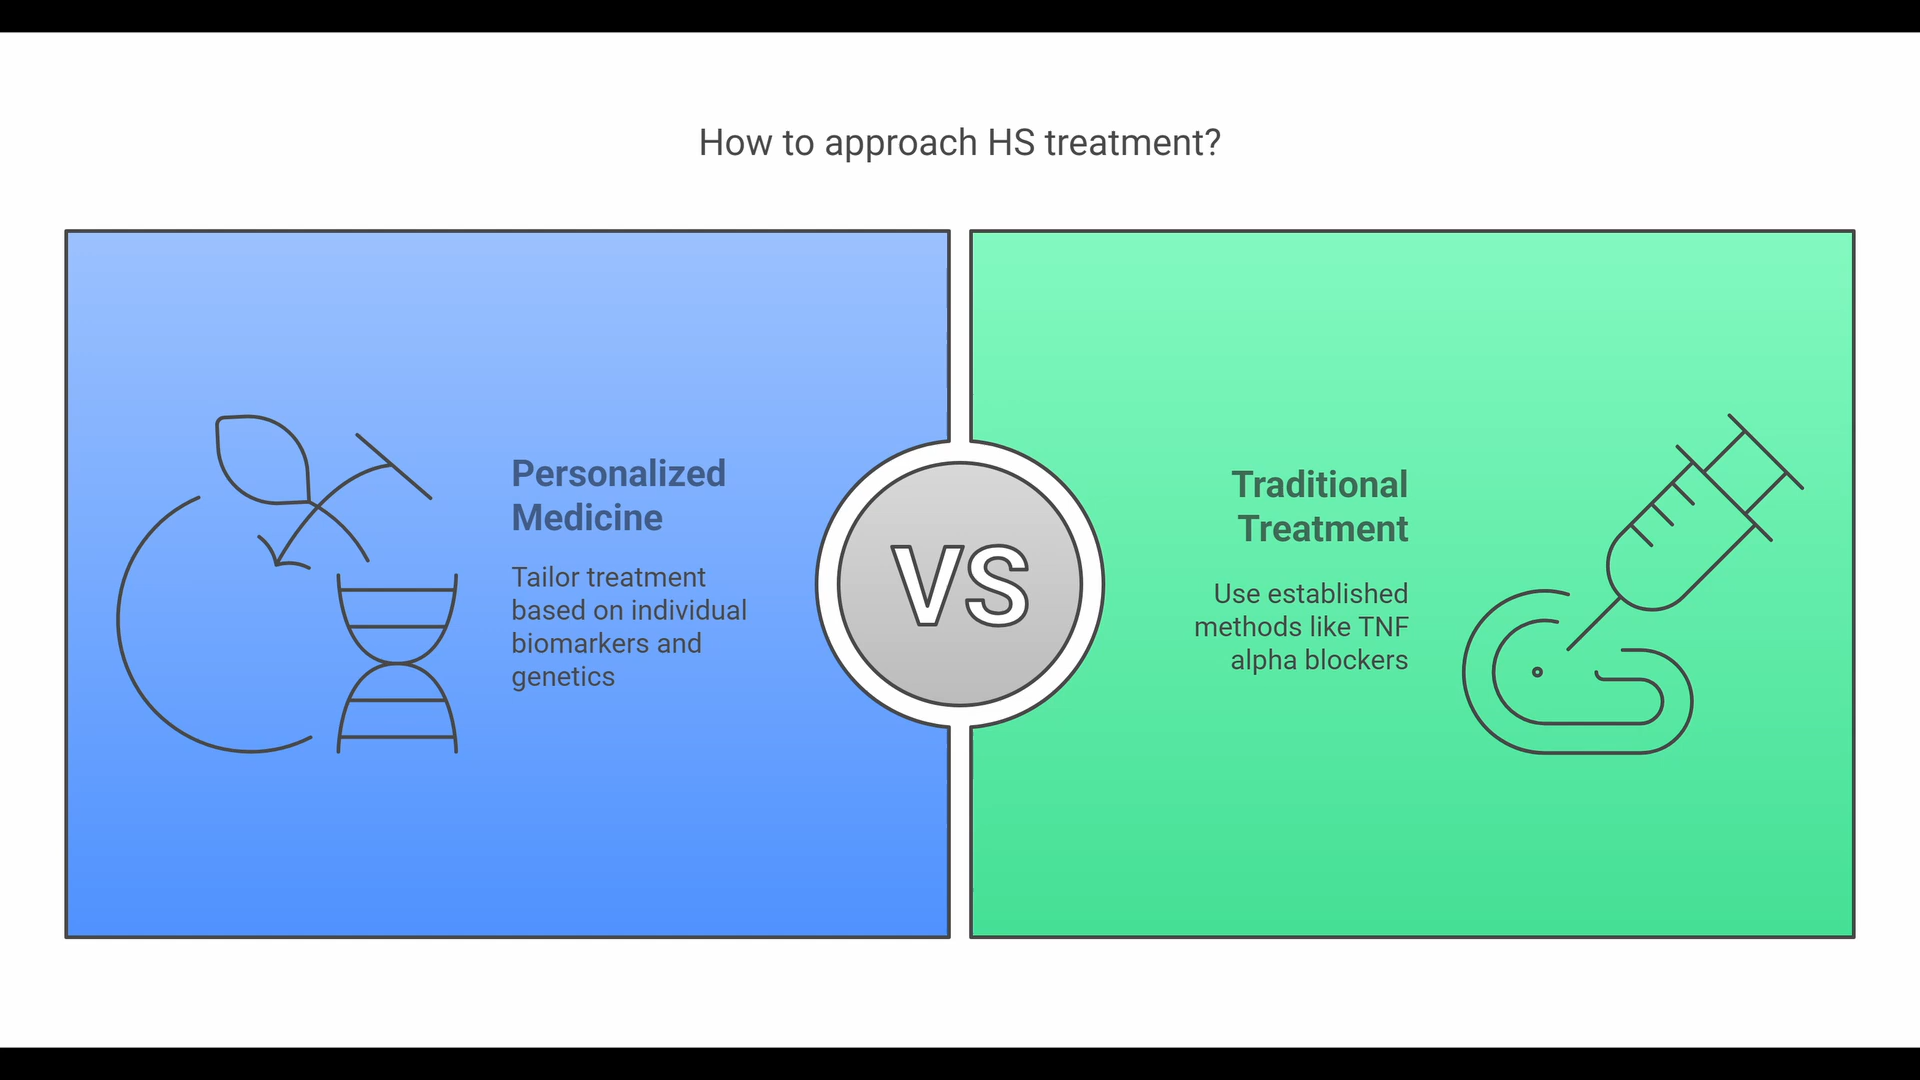 How to approach HS treatment?
Personalized
Medicine
Tailor treatment
based on individual
biomarkers and
genetics
VS
Traditional
Treatment
Use established
methods like TNF
alpha blockers